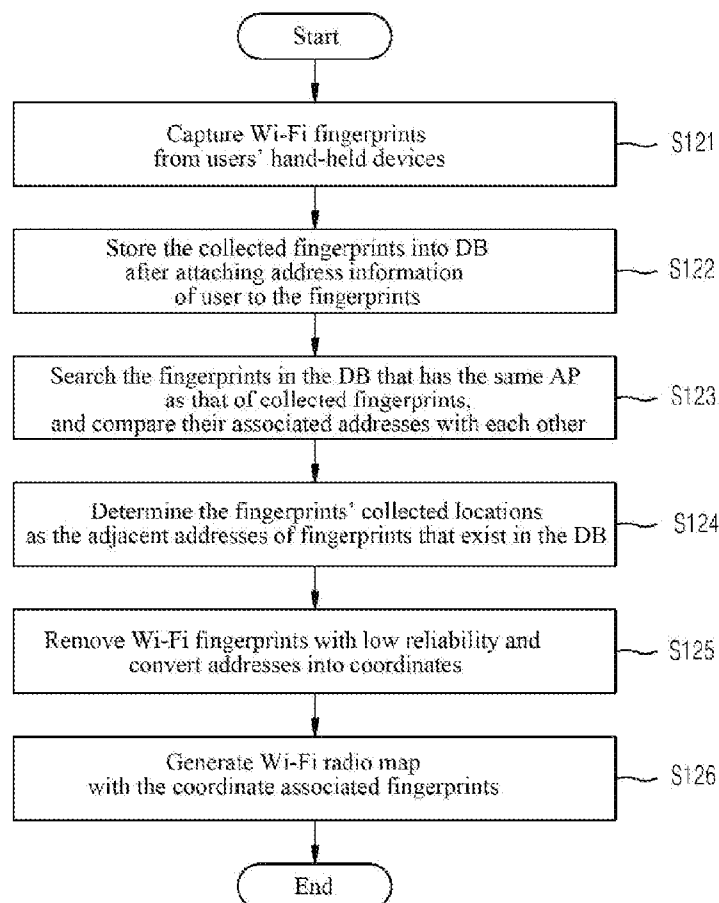 Start
Capture Wi-Fi fingerprints
from users' hand-held devices
S121
Store the collected fingerprints into DB
after attaching address information
of user to the fingerprints
S122
Search the fingerprints in the DB that has the same AP
as that of collected fingerprints,
and compare their associated addresses with each other
S123
Determine the fingerprints' collected locations
as the adjacent addresses of fingerprints that exist in the DB
S124
Remove Wi-Fi fingerprints with low reliability and
convert addresses into coordinates
S125
Generate Wi-Fi radio map
with the coordinate associated fingerprints
S126
End